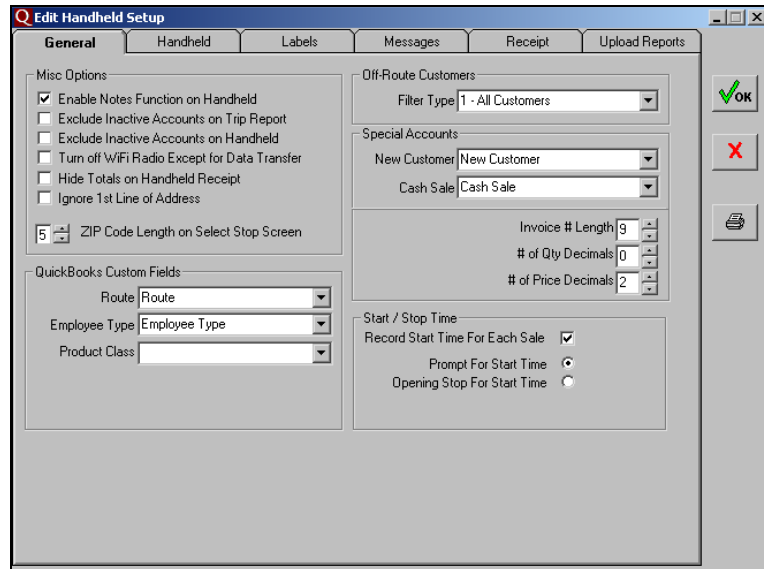 Q Edit Handheld Setup
General Handheld Labels Messages Receipt Upload Reports
Misc Options
Enable Notes Function on Handheld
Exclude Inactive Accounts on Trip Report
Exclude Inactive Accounts on Handheld
Turn off WiFi Radio Except for Data Transfer
Hide Totals on Handheld Receipt
Ignore 1st Line of Address
5 ZIP Code Length on Select Stop Screen
QuickBooks Custom Fields
Route Route
Employee Type Employee Type
Product Class
Off-Route Customers
Filter Type 1 - All Customers
Special Accounts
New Customer New Customer
Cash Sale Cash Sale
Invoice # Length 9
# of Qty Decimals 0
# of Price Decimals 2
Start / Stop Time
Record Start Time For Each Sale
Prompt For Start Time
Opening Stop For Start Time
OK
X